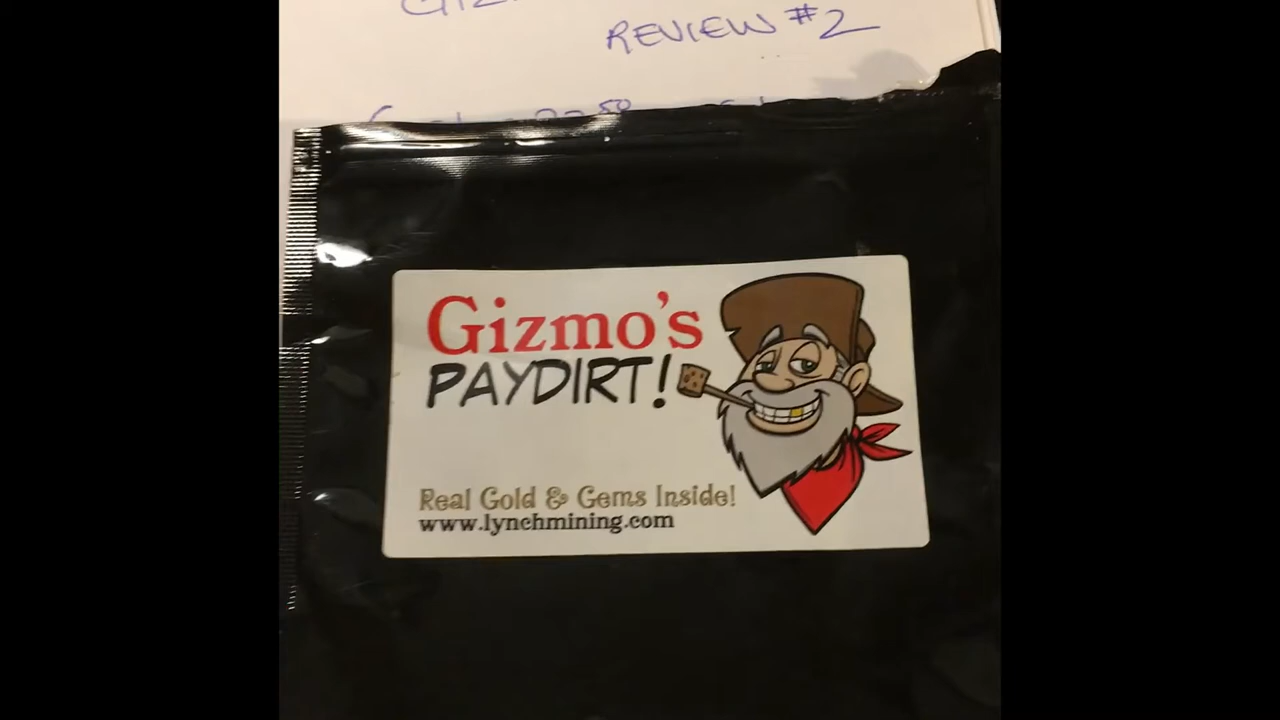 REVIEW #2
Gizmo's
PAYDIRT!
Real Gold & Gems Inside!
www.lynchmining.com